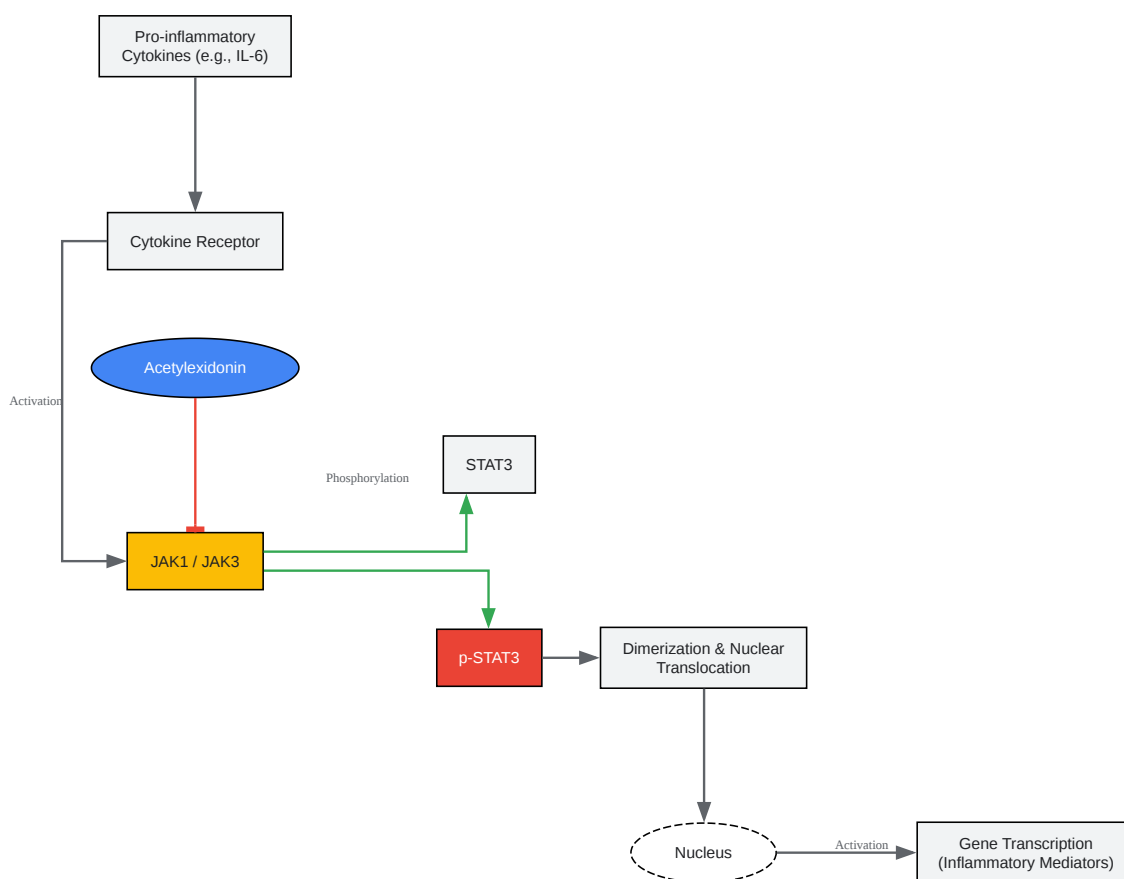 Pro-inflammatory
Cytokines (e.g., IL-6)
Cytokine Receptor
Acetylexidonin
Activation
STAT3
Phosphorylation
JAK1 / JAK3
p-STAT3
Dimerization & Nuclear
Translocation
Nucleus
Activation
Gene Transcription
(Inflammatory Mediators)